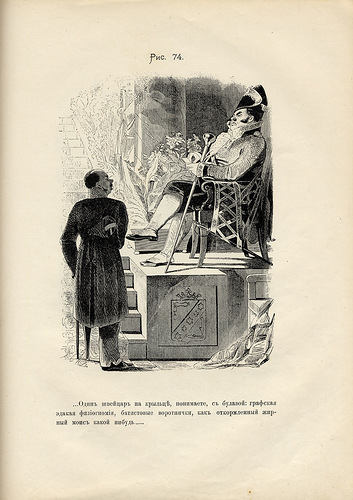 Рис. 74.
...Одинъ швейцаръ на крыльцѣ, понимаете, съ булавой: графская
эдакая физіогномія, батистовые воротнички, какъ откормленный жир-
ный мопсъ какой нибудь.....